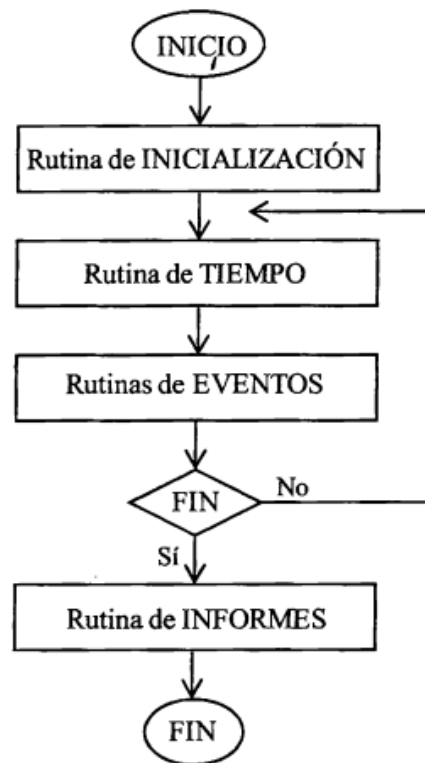 INICIO
Rutina de INICIALIZACIÓN
Rutina de TIEMPO
Rutinas de EVENTOS
FIN
No
Sí
Rutina de INFORMES
FIN